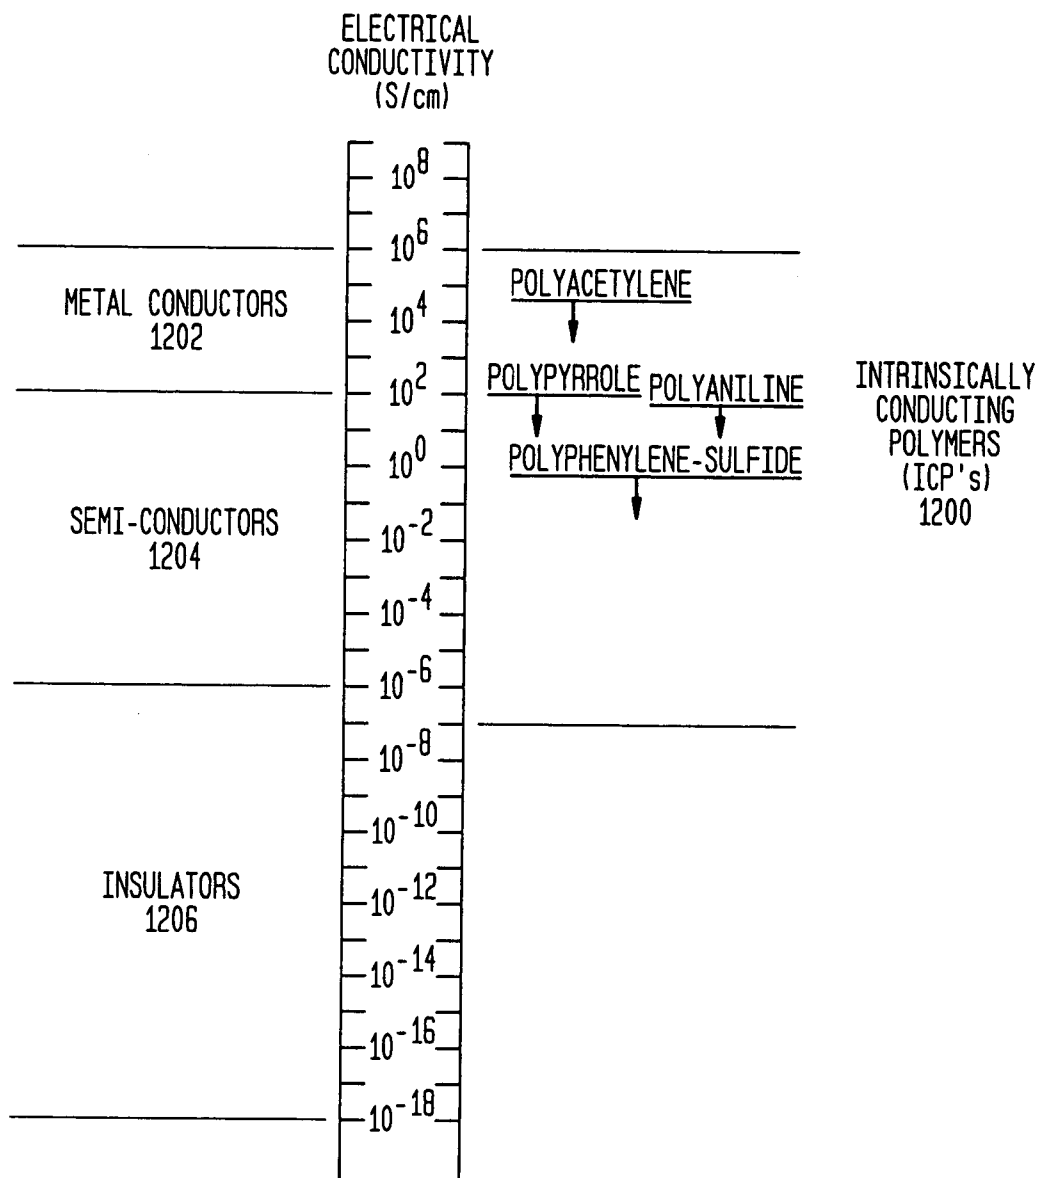 ELECTRICAL
CONDUCTIVITY
(S/cm)
10^8
10^6
10^4
10^2
10^0
10^-2
10^-4
10^-6
10^-8
10^-10
10^-12
10^-14
10^-16
10^-18
METAL CONDUCTORS
1202
SEMI-CONDUCTORS
1204
INSULATORS
1206
POLYACETYLENE
POLYPYRROLE
POLYANILINE
POLYPHENYLENE-SULFIDE
INTRINSICALLY
CONDUCTING
POLYMERS
(ICP's)
1200